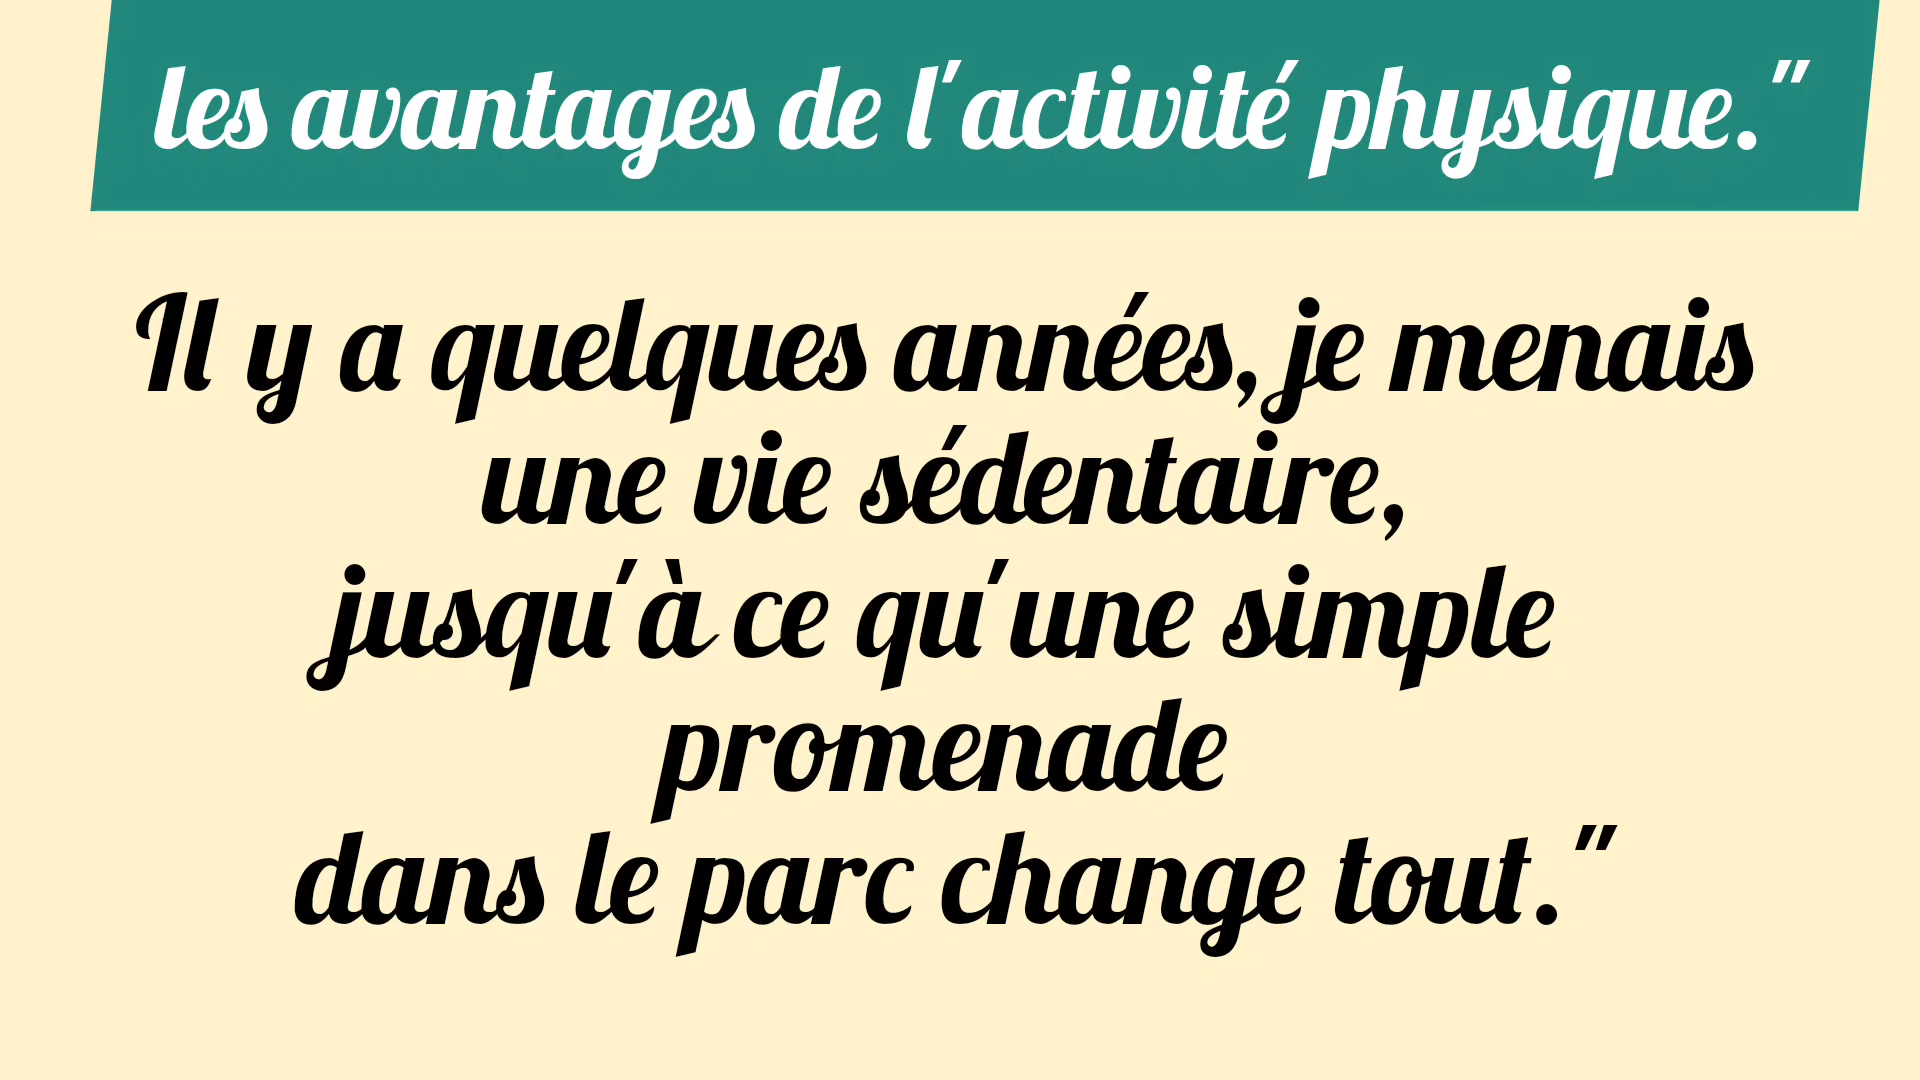 les avantages de l'activité physique."
Il y a quelques années, je menais
une vie sédentaire,
jusqu'à ce qu'une simple
promenade
dans le parc change tout."